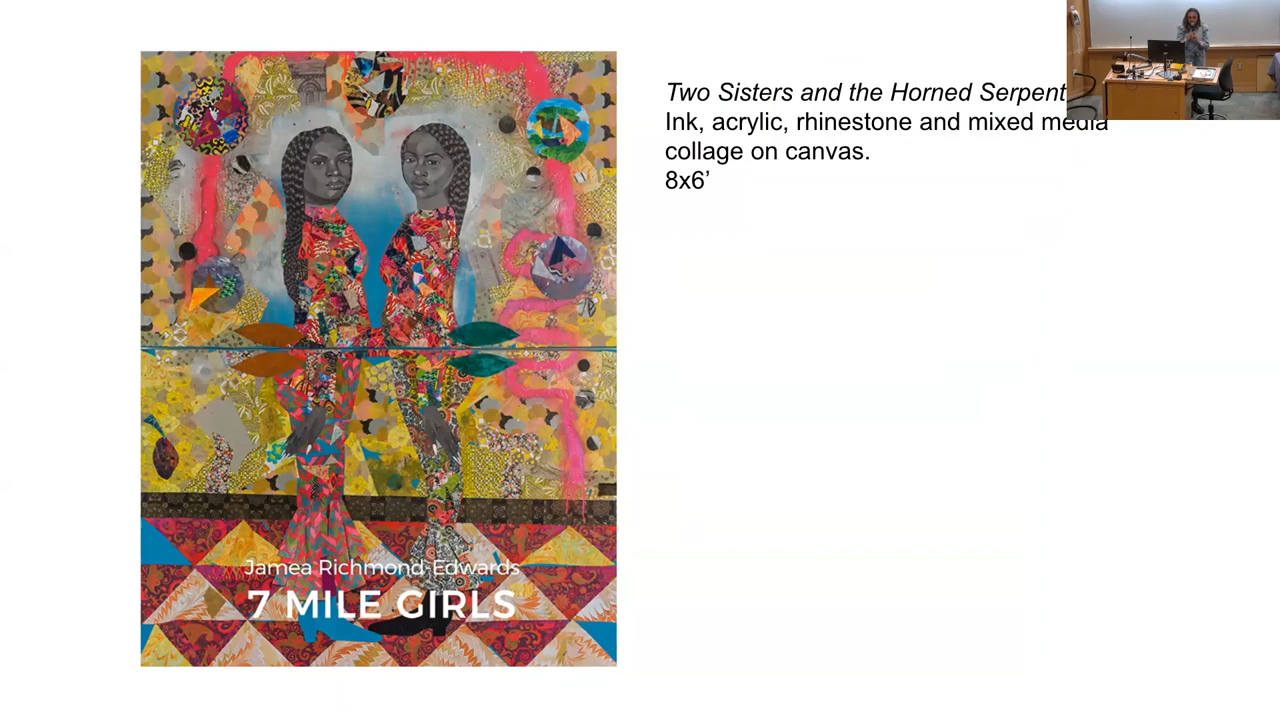 Jamea Richmond-Edwards
7 MILE GIRLS
Two Sisters and the Horned Serpent
Ink, acrylic, rhinestone and mixed media
collage on canvas.
8x6’